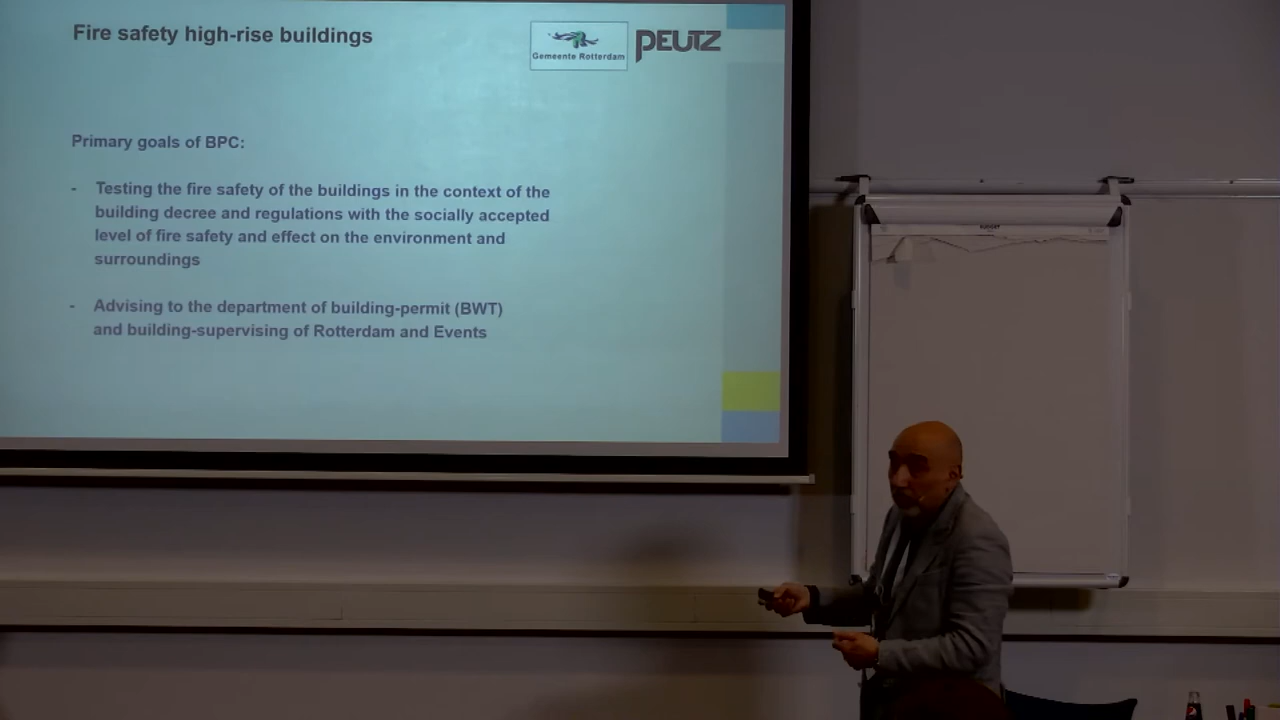 Fire safety high-rise buildings
Gemeente Rotterdam
PEUTZ
Primary goals of BPC:
- Testing the fire safety of the buildings in the context of the
building decree and regulations with the socially accepted
level of fire safety and effect on the environment and
surroundings
- Advising to the department of building-permit (BWT)
and building-supervising of Rotterdam and Events